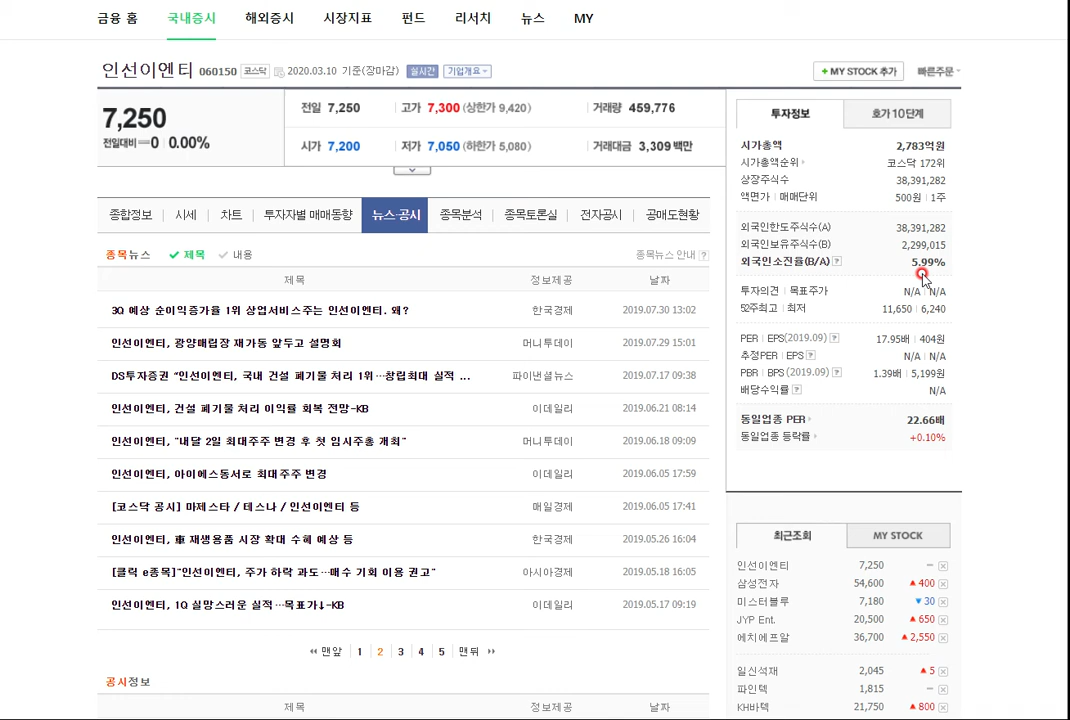 금융 홈 국내증시 해외증시 시장지표 펀드 리서치 뉴스 MY
인선이엔티 060150 코스닥 2020.03.10 기준(장마감) 실시간 기업개요
+ MY STOCK 추가 빠른주문
7,250
전일대비 0 0.00%
전일 7,250 고가 7,300 (상한가 9,420) 거래량 459,776
시가 7,200 저가 7,050 (하한가 5,080) 거래대금 3,309 백만
종합정보 시세 차트 투자자별 매매동향 뉴스·공시 종목분석 종목토론실 전자공시 공매도현황
종목뉴스 제목 내용 종목뉴스 안내 ?
제목 정보제공 날짜
3Q 예상 순이익증가율 1위 상업서비스주는 인선이엔티. 왜? 한국경제 2019.07.30 13:02
인선이엔티, 광양매립장 재가동 앞두고 설명회 머니투데이 2019.07.29 15:01
DS투자증권 “인선이엔티, 국내 건설 폐기물 처리 1위…창립최대 실적 ... 파이낸셜뉴스 2019.07.17 09:38
인선이엔티, 건설 폐기물 처리 이익률 회복 전망-KB 이데일리 2019.06.21 08:14
인선이엔티, "내달 2일 최대주주 변경 후 첫 임시주총 개최" 머니투데이 2019.06.18 09:09
인선이엔티, 아이에스동서로 최대주주 변경 이데일리 2019.06.05 17:59
[코스닥 공시] 마제스타 / 테스나 / 인선이엔티 등 매일경제 2019.06.05 17:41
인선이엔티, 車 재생용품 시장 확대 수혜 예상 등 한국경제 2019.05.26 16:04
[클릭 e종목]"인선이엔티, 주가 하락 과도…매수 기회 이용 권고" 아시아경제 2019.05.18 16:05
인선이엔티, 1Q 실망스러운 실적…목표가↓-KB 이데일리 2019.05.17 09:19
맨앞 1 2 3 4 5 맨뒤
공시정보
제목 정보제공 날짜
투자정보 호가 10단계
시가총액 2,783억원
시가총액순위 코스닥 172위
상장주식수 38,391,282
액면가 매매단위 500원 1주
외국인한도주식수(A) 38,391,282
외국인보유주식수(B) 2,299,015
외국인소진율(B/A) ? 5.99%
투자의견 목표주가 N/A N/A
52주최고 최저 11,650 6,240
PER EPS(2019.09) ? 17.95배 404원
추정PER EPS ? N/A N/A
PBR BPS (2019.09) ? 1.39배 5,199원
배당수익률 ? N/A
동일업종 PER 22.66배
동일업종 등락률 +0.10%
최근조회 MY STOCK
인선이엔티 7,250 -
삼성전자 54,600 ▲400
미스터블루 7,180 ▼30
JYP Ent. 20,500 ▲650
에치에프알 36,700 ▲2,550
일신석재 2,045 ▲5
파인텍 1,815 -
KH바텍 21,750 ▲800